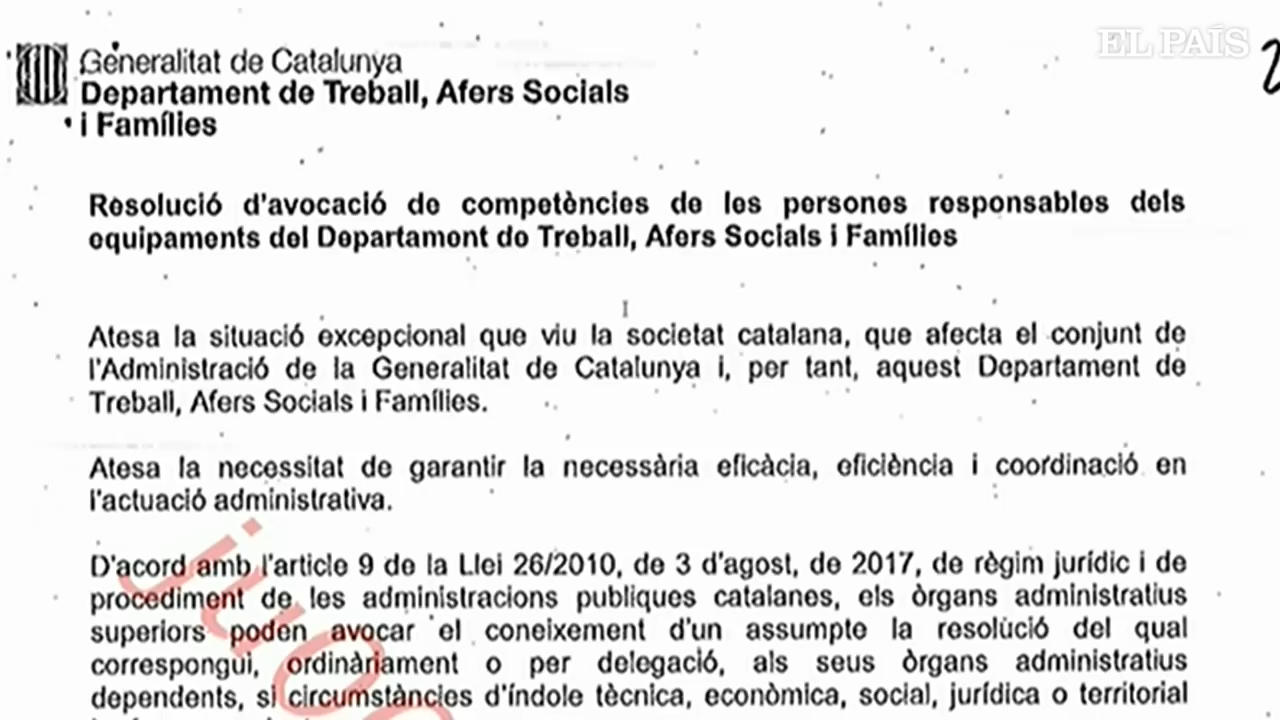 EL PAÍS
Generalitat de Catalunya
Departament de Treball, Afers Socials
i Famílies
Resolució d'avocació de competències de les persones responsables dels
equipaments del Departament de Treball, Afers Socials i Famílies
Atesa la situació excepcional que viu la societat catalana, que afecta el conjunt de
l'Administració de la Generalitat de Catalunya i, per tant, aquest Departament de
Treball, Afers Socials i Famílies.
Atesa la necessitat de garantir la necessària eficàcia, eficiència i coordinació en
l'actuació administrativa.
D'acord amb l'article 9 de la Llei 26/2010, de 3 d'agost, de 2017, de règim jurídic i de
procediment de les administracions publiques catalanes, els òrgans administratius
superiors poden avocar el coneixement d'un assumpte la resolució del qual
correspongui, ordinàriament o per delegació, als seus òrgans administratius
dependents, si circumstàncies d'índole tècnica, econòmica, social, jurídica o territorial